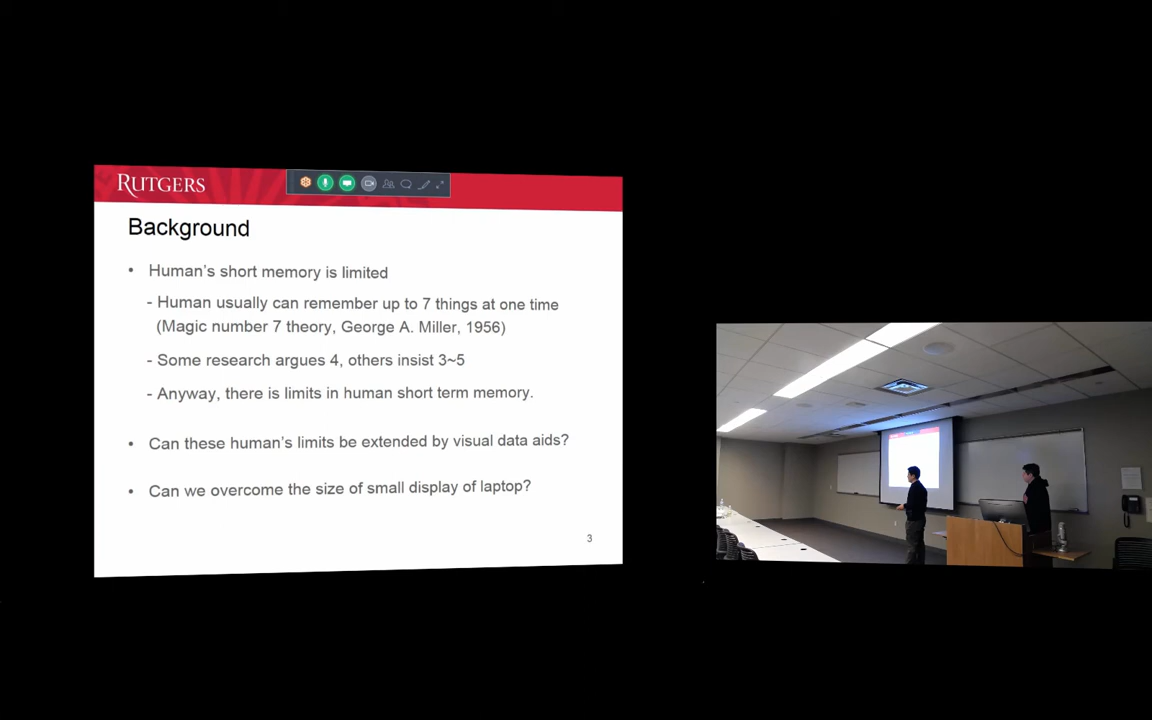 RUTGERS
Background
• Human's short memory is limited
- Human usually can remember up to 7 things at one time
(Magic number 7 theory, George A. Miller, 1956)
- Some research argues 4, others insist 3~5
- Anyway, there is limits in human short term memory.
• Can these human's limits be extended by visual data aids?
• Can we overcome the size of small display of laptop?
3